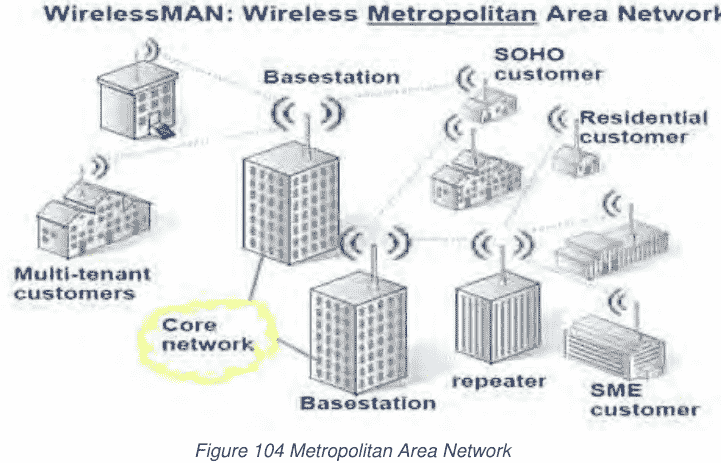 WirelessMAN: Wireless Metropolitan Area Network
SOHO
customer
Basestation
Residential
customer
Multi-tenant
customers
Core
network
repeater
Basestation
SME
customer
Figure 104 Metropolitan Area Network